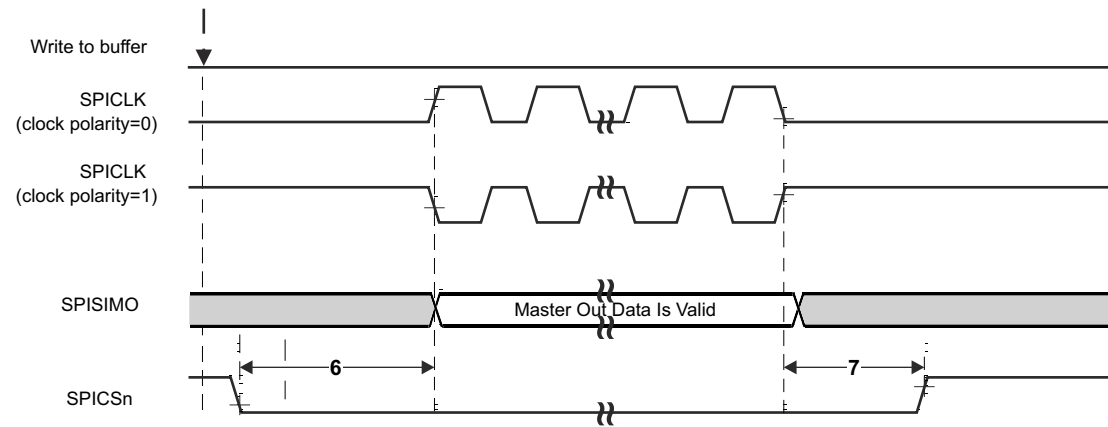 Write to buffer
SPICLK
(clock polarity=0)
SPICLK
(clock polarity=1)
SPISIMO
Master Out Data Is Valid
6
7
SPICSn